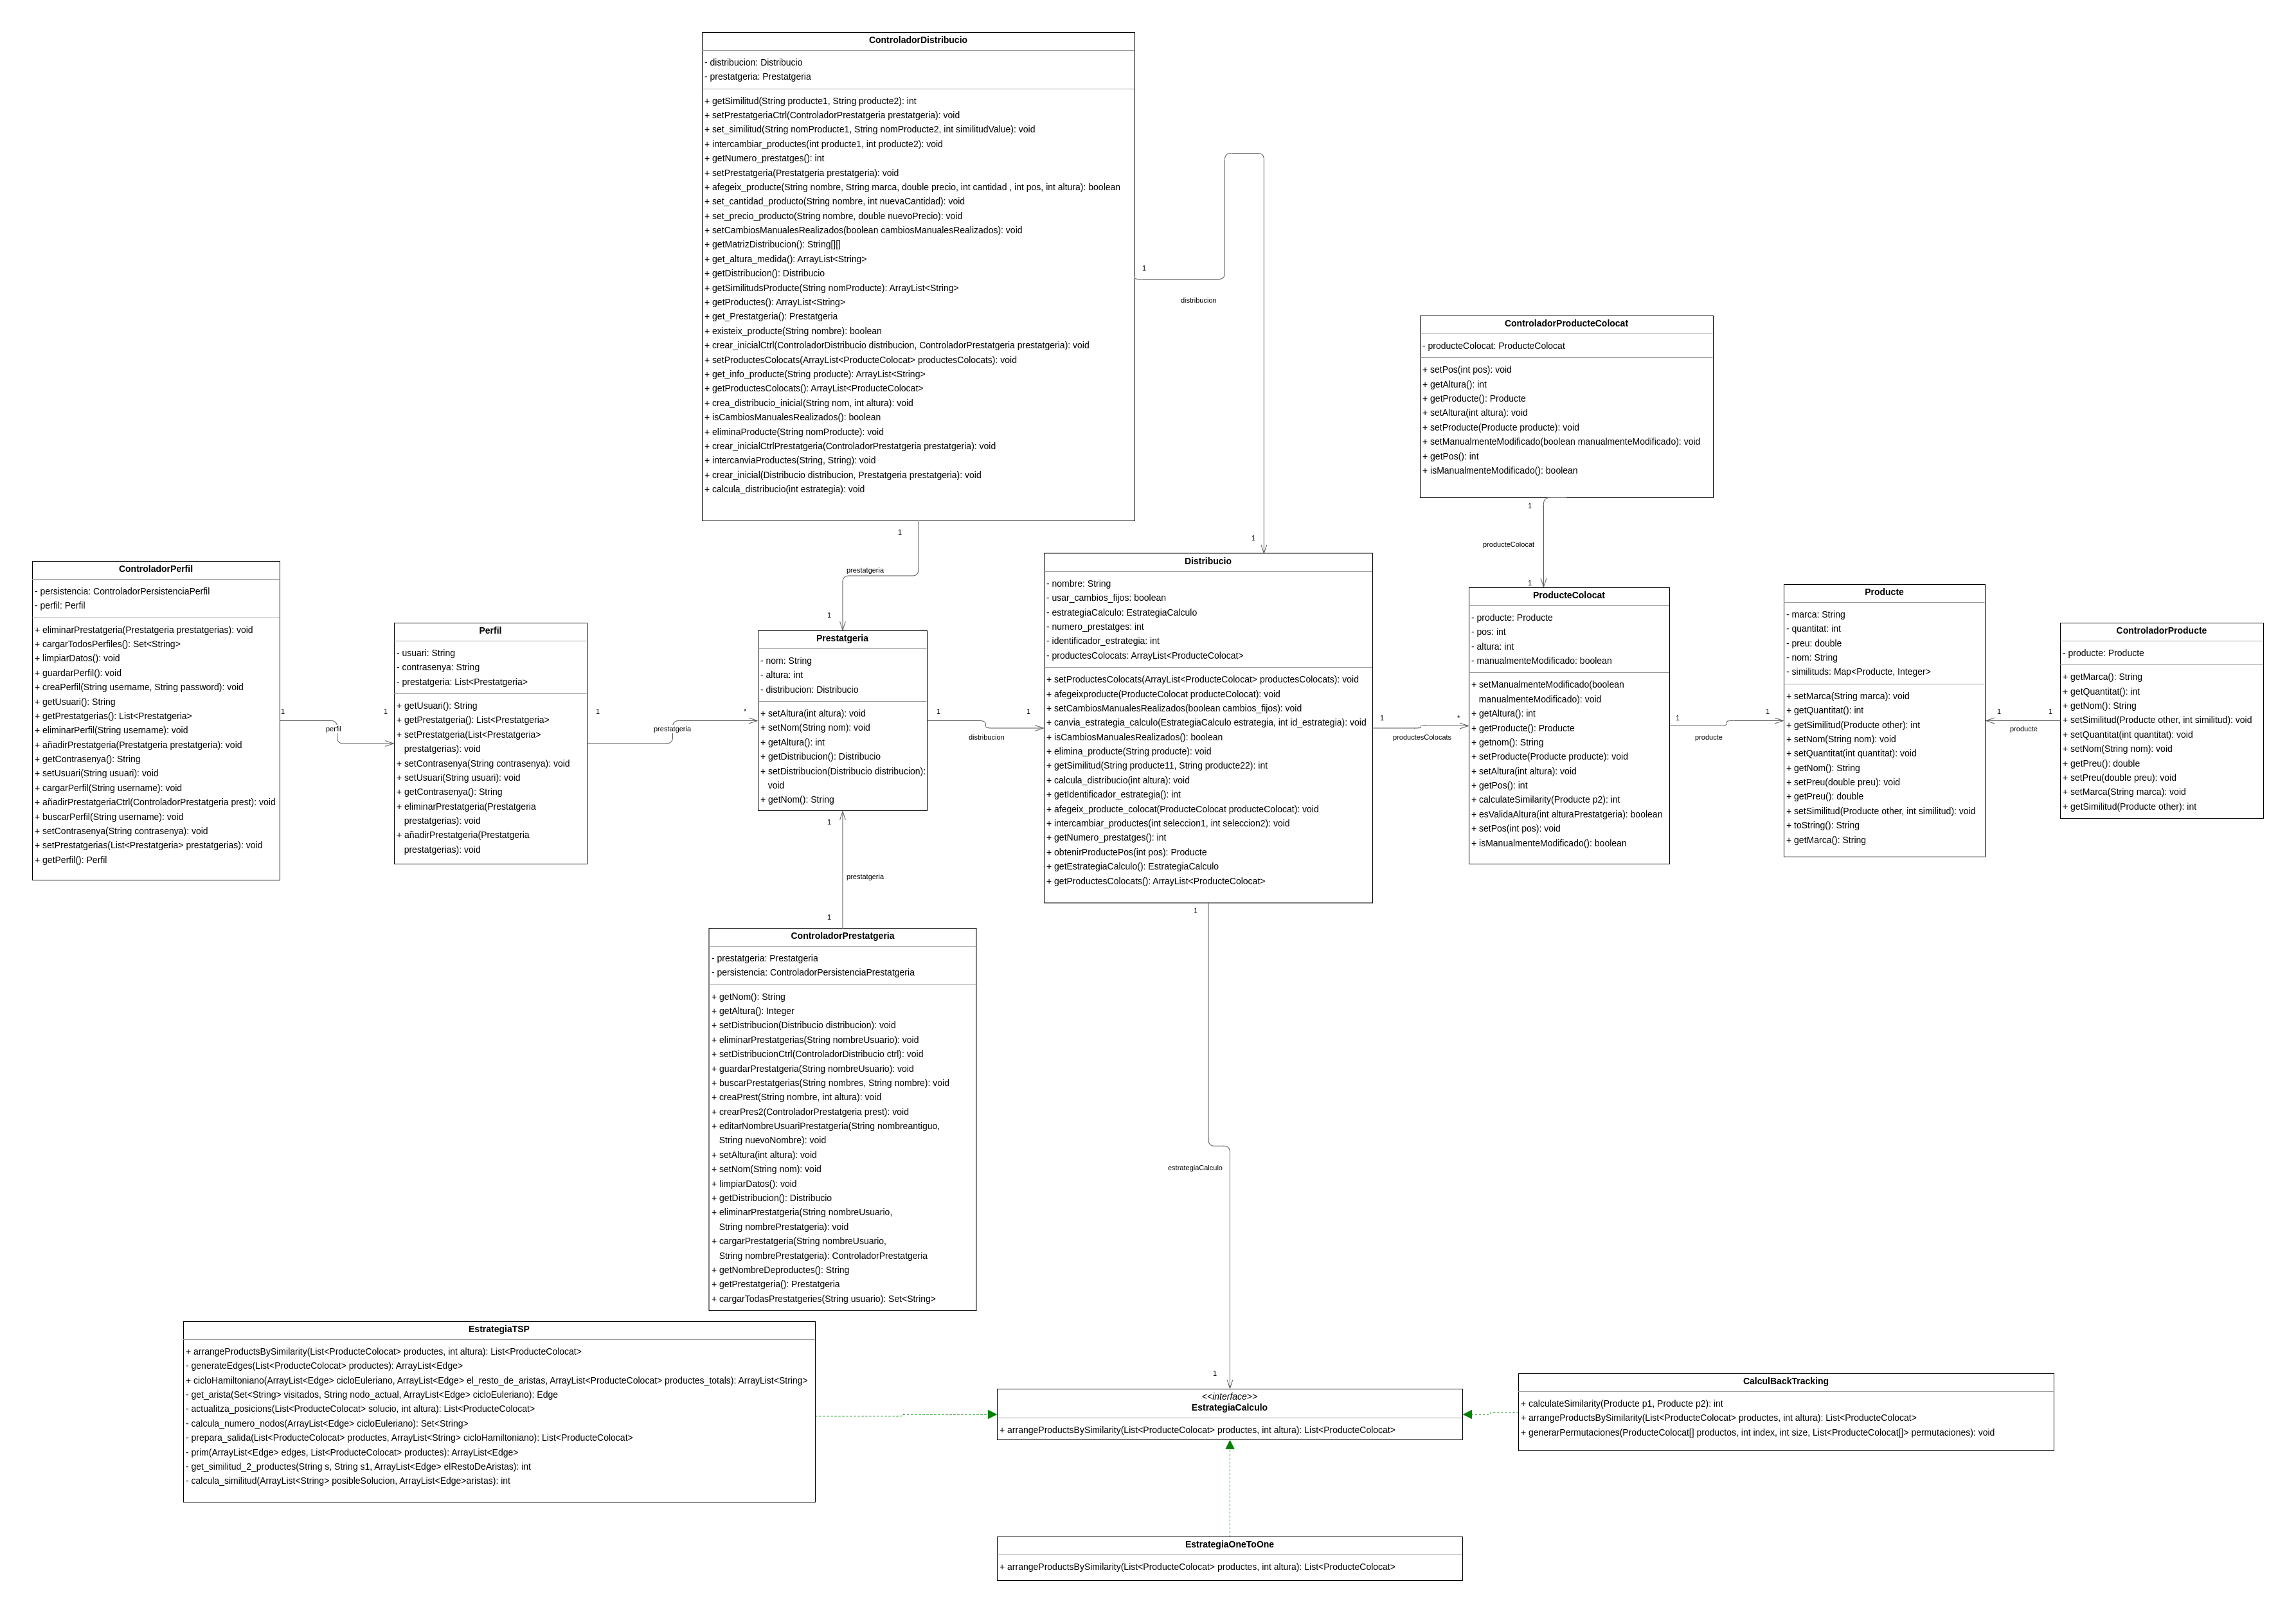 ControladorDistribucio
- distribucion: Distribucio
- prestatgeria: Prestatgeria
+ getSimilitud(String producte1, String producte2): int
+ setPrestatgeriaCtrl(ControladorPrestatgeria prestatgeria): void
+ set_similitud(String nomProducte1, String nomProducte2, int similitudValue): void
+ intercambiar_productes(int producte1, int producte2): void
+ getNumero_prestatges(): int
+ setPrestatgeria(Prestatgeria prestatgeria): void
+ afegeix_producte(String nombre, String marca, double precio, int cantidad , int pos, int altura): boolean
+ set_cantidad_producto(String nombre, int nuevaCantidad): void
+ set_precio_producto(String nombre, double nuevoPrecio): void
+ setCambiosManualesRealizados(boolean cambiosManualesRealizados): void
+ getMatrizDistribucion(): String[][]
+ get_altura_medida(): ArrayList<String>
+ getDistribucion(): Distribucio
+ getSimilitudsProducte(String nomProducte): ArrayList<String>
+ getProductes(): ArrayList<String>
+ get_Prestatgeria(): Prestatgeria
+ existeix_producte(String nombre): boolean
+ crear_inicialCtrl(ControladorDistribucio distribucion, ControladorPrestatgeria prestatgeria): void
+ setProductesColocats(ArrayList<ProducteColocat> productesColocats): void
+ get_info_producte(String producte): ArrayList<String>
+ getProductesColocats(): ArrayList<ProducteColocat>
+ crea_distribucio_inicial(String nom, int altura): void
+ isCambiosManualesRealizados(): boolean
+ eliminaProducte(String nomProducte): void
+ crear_inicialCtrlPrestatgeria(ControladorPrestatgeria prestatgeria): void
+ intercanviaProductes(String, String): void
+ crear_inicial(Distribucio distribucion, Prestatgeria prestatgeria): void
+ calcula_distribucio(int estrategia): void
1
distribucion
1
1
prestatgeria
1
ControladorProducteColocat
- producteColocat: ProducteColocat
+ setPos(int pos): void
+ getAltura(): int
+ getProducte(): Producte
+ setAltura(int altura): void
+ setProducte(Producte producte): void
+ setManualmenteModificado(boolean manualmenteModificado): void
+ getPos(): int
+ isManualmenteModificado(): boolean
1
producteColocat
1
ControladorPerfil
- persistencia: ControladorPersistenciaPerfil
- perfil: Perfil
+ eliminarPrestatgeria(Prestatgeria prestatgerias): void
+ cargarTodosPerfiles(): Set<String>
+ limpiarDatos(): void
+ guardarPerfil(): void
+ creaPerfil(String username, String password): void
+ getUsuari(): String
+ getPrestatgerias(): List<Prestatgeria>
+ eliminarPerfil(String username): void
+ añadirPrestatgeria(Prestatgeria prestatgeria): void
+ getContrasenya(): String
+ setUsuari(String usuari): void
+ cargarPerfil(String username): void
+ añadirPrestatgeriaCtrl(ControladorPrestatgeria prest): void
+ buscarPerfil(String username): void
+ setContrasenya(String contrasenya): void
+ setPrestatgerias(List<Prestatgeria> prestatgerias): void
+ getPerfil(): Perfil
1
perfil
1
Perfil
- usuari: String
- contrasenya: String
- prestatgeria: List<Prestatgeria>
+ getUsuari(): String
+ getPrestatgeria(): List<Prestatgeria>
+ setPrestatgeria(List<Prestatgeria>
prestatgerias): void
+ setContrasenya(String contrasenya): void
+ setUsuari(String usuari): void
+ getContrasenya(): String
+ eliminarPrestatgeria(Prestatgeria
prestatgerias): void
+ añadirPrestatgeria(Prestatgeria
prestatgerias): void
1
prestatgeria
*
Prestatgeria
- nom: String
- altura: int
- distribucion: Distribucio
+ setAltura(int altura): void
+ setNom(String nom): void
+ getAltura(): int
+ getDistribucion(): Distribucio
+ setDistribucion(Distribucio distribucion):
void
+ getNom(): String
1
distribucion
1
Distribucio
- nombre: String
- usar_cambios_fijos: boolean
- estrategiaCalculo: EstrategiaCalculo
- numero_prestatges: int
- identificador_estrategia: int
- productesColocats: ArrayList<ProducteColocat>
+ setProductesColocats(ArrayList<ProducteColocat> productesColocats): void
+ afegeixproducte(ProducteColocat producteColocat): void
+ setCambiosManualesRealizados(boolean cambios_fijos): void
+ canvia_estrategia_calculo(EstrategiaCalculo estrategia, int id_estrategia): void
+ isCambiosManualesRealizados(): boolean
+ elimina_producte(String producte): void
+ getSimilitud(String producte11, String producte22): int
+ calcula_distribucio(int altura): void
+ getIdentificador_estrategia(): int
+ afegeix_producte_colocat(ProducteColocat producteColocat): void
+ intercambiar_productes(int seleccion1, int seleccion2): void
+ getNumero_prestatges(): int
+ obtenirProductePos(int pos): Producte
+ getEstrategiaCalculo(): EstrategiaCalculo
+ getProductesColocats(): ArrayList<ProducteColocat>
1
productesColocats
*
ProducteColocat
- producte: Producte
- pos: int
- altura: int
- manualmenteModificado: boolean
+ setManualmenteModificado(boolean
manualmenteModificado): void
+ getAltura(): int
+ getProducte(): Producte
+ getnom(): String
+ setProducte(Producte producte): void
+ setAltura(int altura): void
+ getPos(): int
+ calculateSimilarity(Producte p2): int
+ esValidaAltura(int alturaPrestatgeria): boolean
+ setPos(int pos): void
+ isManualmenteModificado(): boolean
1
producte
1
Producte
- marca: String
- quantitat: int
- preu: double
- nom: String
- similituds: Map<Producte, Integer>
+ setMarca(String marca): void
+ getQuantitat(): int
+ getSimilitud(Producte other): int
+ setNom(String nom): void
+ setQuantitat(int quantitat): void
+ getNom(): String
+ setPreu(double preu): void
+ getPreu(): double
+ setSimilitud(Producte other, int similitud): void
+ toString(): String
+ getMarca(): String
1
producte
1
ControladorProducte
- producte: Producte
+ getMarca(): String
+ getQuantitat(): int
+ getNom(): String
+ setSimilitud(Producte other, int similitud): void
+ setQuantitat(int quantitat): void
+ setNom(String nom): void
+ getPreu(): double
+ setPreu(double preu): void
+ setMarca(String marca): void
+ getSimilitud(Producte other): int
1
prestatgeria
1
ControladorPrestatgeria
- prestatgeria: Prestatgeria
- persistencia: ControladorPersistenciaPrestatgeria
+ getNom(): String
+ getAltura(): Integer
+ setDistribucion(Distribucio distribucion): void
+ eliminarPrestatgerias(String nombreUsuario): void
+ setDistribucionCtrl(ControladorDistribucio ctrl): void
+ guardarPrestatgeria(String nombreUsuario): void
+ buscarPrestatgerias(String nombres, String nombre): void
+ creaPrest(String nombre, int altura): void
+ crearPres2(ControladorPrestatgeria prest): void
+ editarNombreUsuariPrestatgeria(String nombreantiguo,
String nuevoNombre): void
+ setAltura(int altura): void
+ setNom(String nom): void
+ limpiarDatos(): void
+ getDistribucion(): Distribucio
+ eliminarPrestatgeria(String nombreUsuario,
String nombrePrestatgeria): void
+ cargarPrestatgeria(String nombreUsuario,
String nombrePrestatgeria): ControladorPrestatgeria
+ getNombreDeproductes(): String
+ getPrestatgeria(): Prestatgeria
+ cargarTodasPrestatgeries(String usuario): Set<String>
1
estrategiaCalculo
1
EstrategiaTSP
+ arrangeProductsBySimilarity(List<ProducteColocat> productes, int altura): List<ProducteColocat>
- generateEdges(List<ProducteColocat> productes): ArrayList<Edge>
+ cicloHamiltoniano(ArrayList<Edge> cicloEuleriano, ArrayList<Edge> el_resto_de_aristas, ArrayList<ProducteColocat> productes_totals): ArrayList<String>
- get_arista(Set<String> visitados, String nodo_actual, ArrayList<Edge> cicloEuleriano): Edge
- actualitza_posicions(List<ProducteColocat> solucio, int altura): List<ProducteColocat>
- calcula_numero_nodos(ArrayList<Edge> cicloEuleriano): Set<String>
- prepara_salida(List<ProducteColocat> productes, ArrayList<String> cicloHamiltoniano): List<ProducteColocat>
- prim(ArrayList<Edge> edges, List<ProducteColocat> productes): ArrayList<Edge>
- get_similitud_2_productes(String s, String s1, ArrayList<Edge> elRestoDeAristas): int
- calcula_similitud(ArrayList<String> posibleSolucion, ArrayList<Edge>aristas): int
<<interface>>
EstrategiaCalculo
+ arrangeProductsBySimilarity(List<ProducteColocat> productes, int altura): List<ProducteColocat>
CalculBackTracking
+ calculateSimilarity(Producte p1, Producte p2): int
+ arrangeProductsBySimilarity(List<ProducteColocat> productes, int altura): List<ProducteColocat>
+ generarPermutaciones(ProducteColocat[] productos, int index, int size, List<ProducteColocat[]> permutaciones): void
EstrategiaOneToOne
+ arrangeProductsBySimilarity(List<ProducteColocat> productes, int altura): List<ProducteColocat>